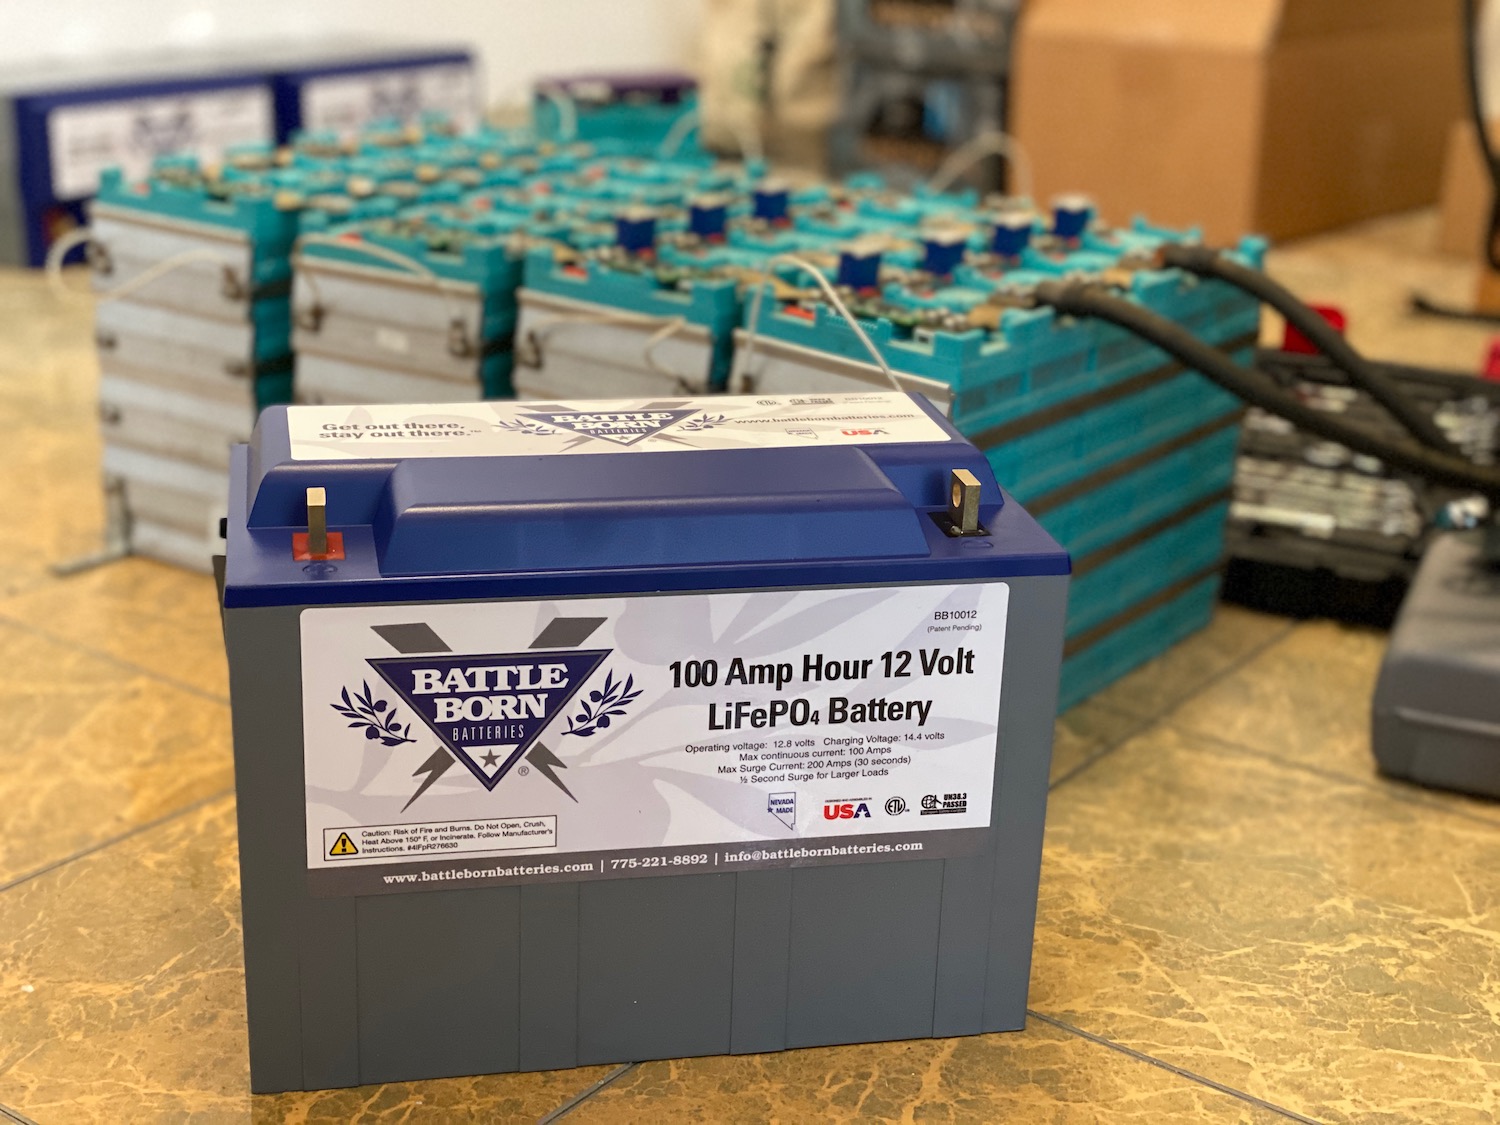 Get out there,
stay out there.™
BATTLE
BORN
BATTERIES
www.battlebornbatteries.com
USA
BB10012
(Patent Pending)
BATTLE
BORN
BATTERIES
®
100 Amp Hour 12 Volt
LiFePO₄ Battery
Operating voltage: 12.8 volts Charging Voltage: 14.4 volts
Max continuous current: 100 Amps
Max Surge Current: 200 Amps (30 seconds)
½ Second Surge for Larger Loads
NEVADA
MADE
USA
ETL
UN38.3
PASSED
Caution: Risk of Fire and Burns. Do Not Open, Crush,
Heat Above 150° F, or Incinerate. Follow Manufacturer's
Instructions. #4IFpR276630
www.battlebornbatteries.com | 775-221-8892 | info@battlebornbatteries.com